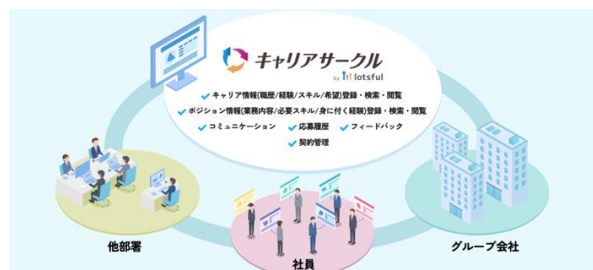 キャリアサークル
by lotsful
キャリア情報(職歴/経験/スキル/希望)登録・検索・閲覧
ポジション情報(業務内容/必要スキル/身に付く経験)登録・検索・閲覧
コミュニケーション 応募履歴 フィードバック
契約管理
他部署
社員
グループ会社